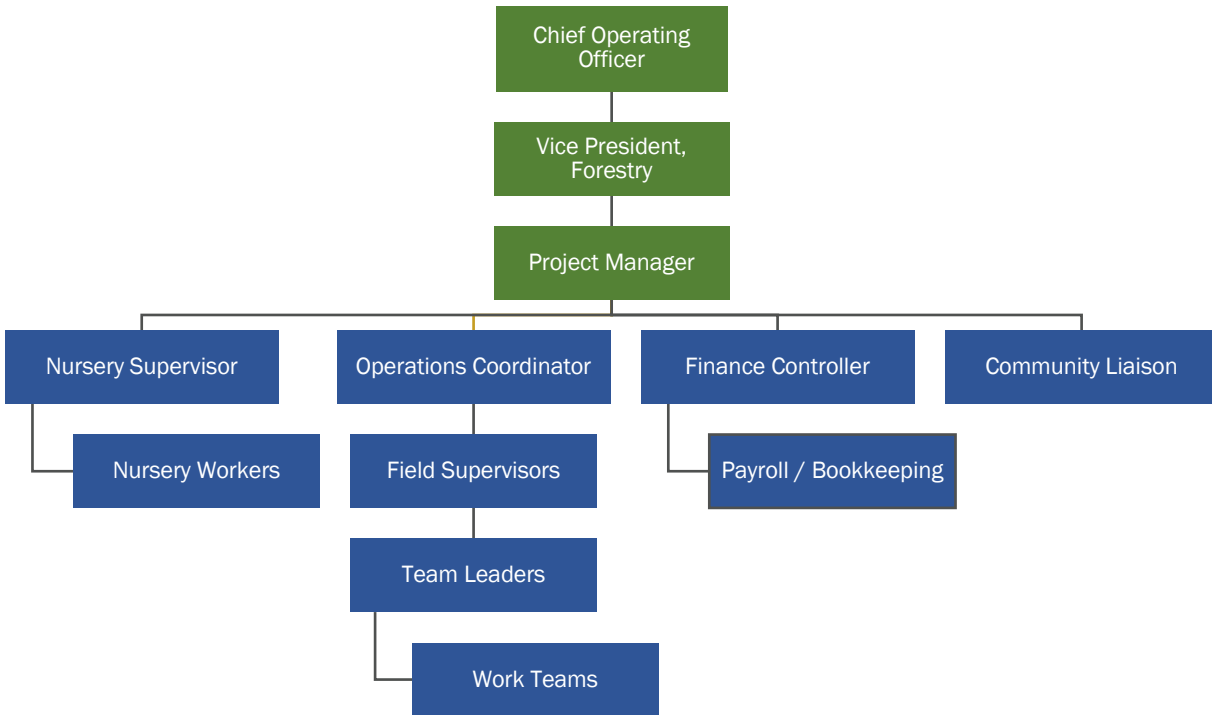 Chief Operating
Officer
Vice President,
Forestry
Project Manager
Nursery Supervisor
Operations Coordinator
Finance Controller
Community Liaison
Nursery Workers
Field Supervisors
Payroll / Bookkeeping
Team Leaders
Work Teams